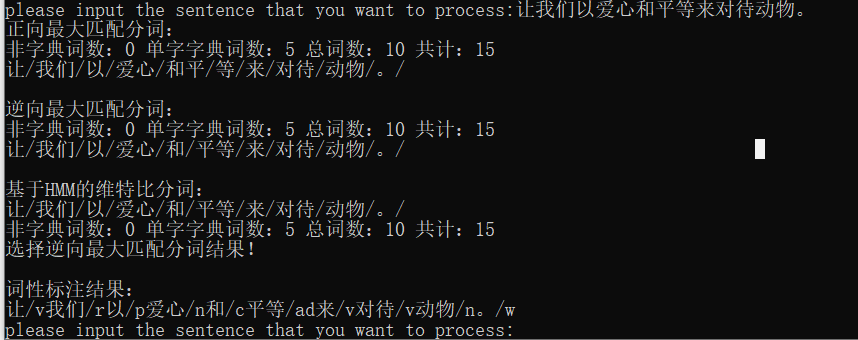 please input the sentence that you want to process:让我们以爱心和平等来对待动物。
正向最大匹配分词:
非字典词数: 0 单字字典词数: 5 总词数: 10 共计: 15
让/我们/以/爱心/和平/等/来/对待/动物/。/
逆向最大匹配分词:
非字典词数: 0 单字字典词数: 5 总词数: 10 共计: 15
让/我们/以/爱心/和/平等/来/对待/动物/。/
基于HMM的维特比分词:
让/我们/以/爱心/和/平等/来/对待/动物/。/
非字典词数: 0 单字字典词数: 5 总词数: 10 共计: 15
选择逆向最大匹配分词结果!
词性标注结果:
让/v我们/r以/p爱心/n和/c平等/ad来/v对待/v动物/n。/w
please input the sentence that you want to process: